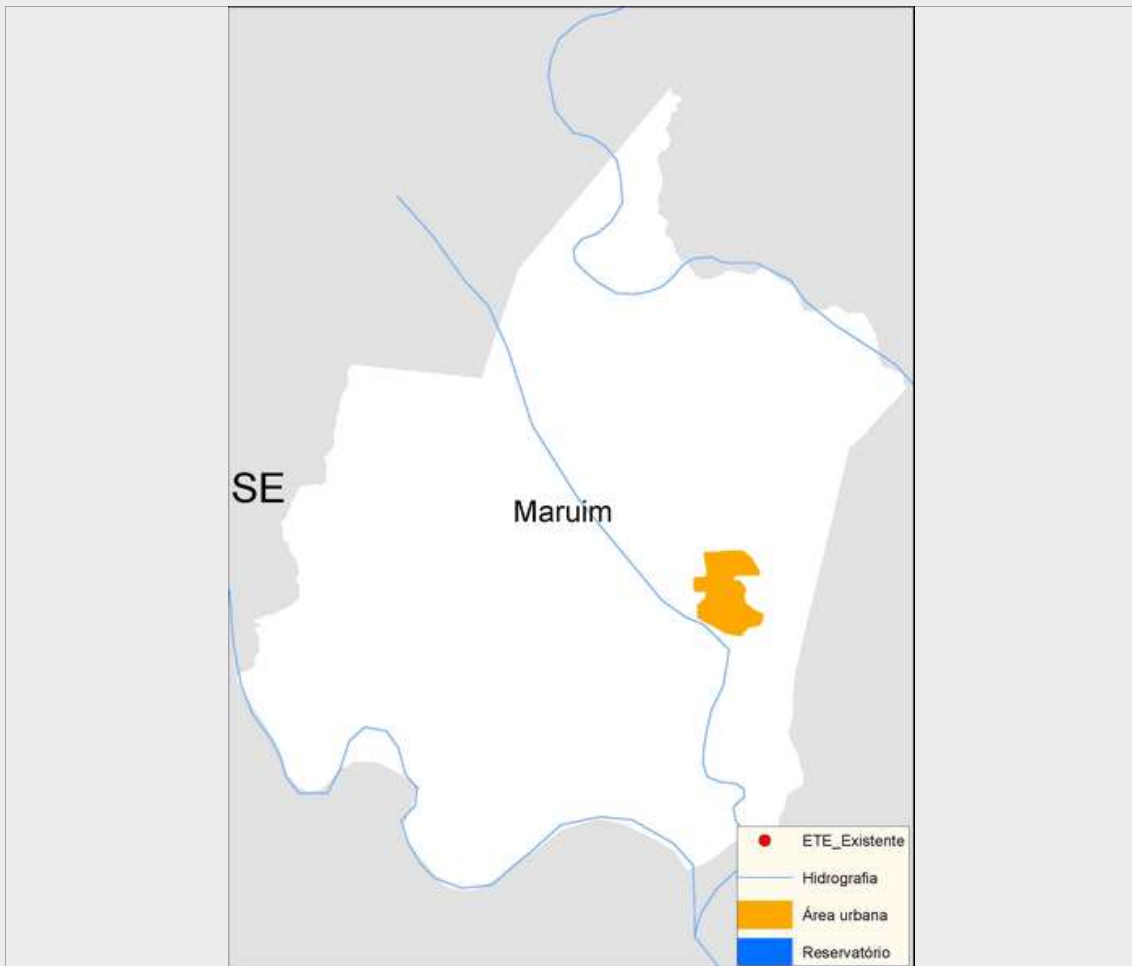 SE
Maruim
ETE_Existente
Hidrografia
Área urbana
Reservatório